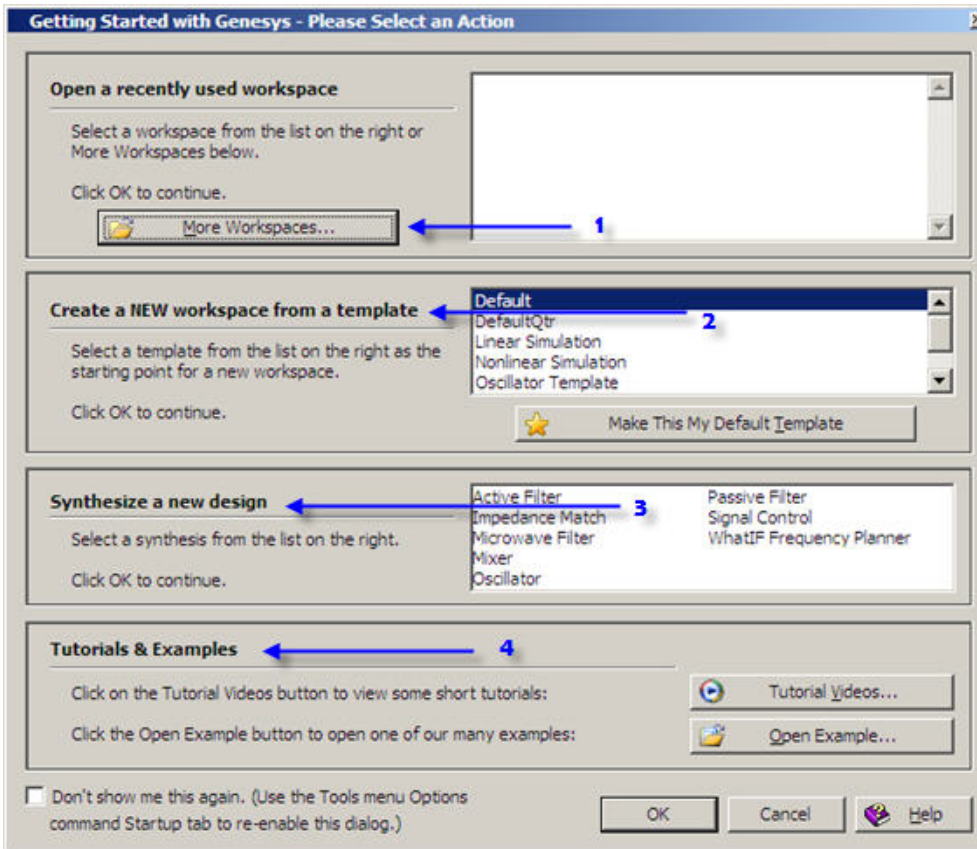 Getting Started with Genesys - Please Select an Action
Open a recently used workspace
Select a workspace from the list on the right or
More Workspaces below.
Click OK to continue.
More Workspaces...
1
Create a NEW workspace from a template
Select a template from the list on the right as the
starting point for a new workspace.
Click OK to continue.
Default
DefaultQtr
Linear Simulation
Nonlinear Simulation
Oscillator Template
2
Make This My Default Template
Synthesize a new design
Select a synthesis from the list on the right.
Click OK to continue.
Active Filter
Impedance Match
Microwave Filter
Mixer
Oscillator
Passive Filter
Signal Control
WhatIF Frequency Planner
3
Tutorials & Examples
4
Click on the Tutorial Videos button to view some short tutorials:
Tutorial Videos...
Click the Open Example button to open one of our many examples:
Open Example...
Don't show me this again. (Use the Tools menu Options
command Startup tab to re-enable this dialog.)
OK
Cancel
Help